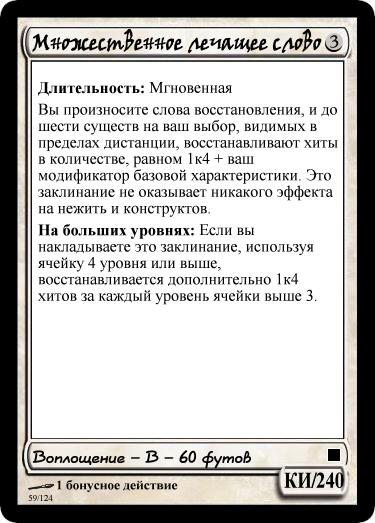 Множественное лечащее слово 3
Длительность: Мгновенная
Вы произносите слова восстановления, и до
шести существ на ваш выбор, видимых в
пределах дистанции, восстанавливают хиты
в количестве, равном 1к4 + ваш
модификатор базовой характеристики. Это
заклинание не оказывает никакого эффекта
на нежить и конструктов.
На больших уровнях: Если вы
накладываете это заклинание, используя
ячейку 4 уровня или выше,
восстанавливается дополнительно 1к4
хитов за каждый уровень ячейки выше 3.
Воплощение – В – 60 футов
КИ/240
1 бонусное действие
59/124